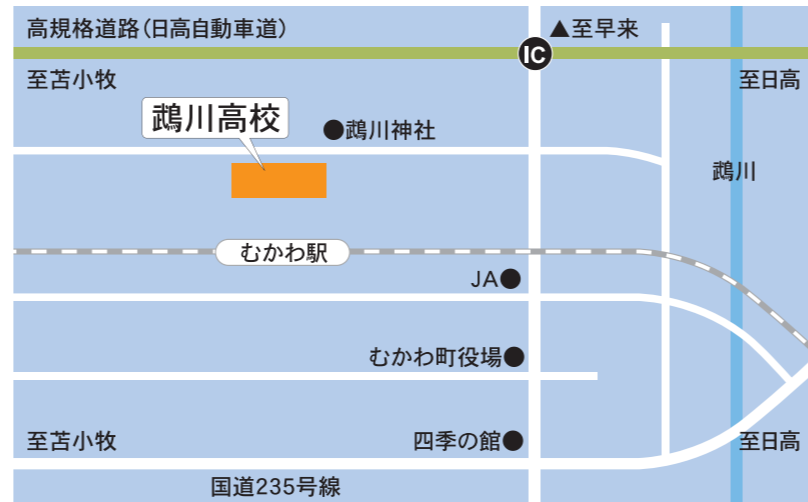 高規格道路(日高自動車道)
▲至早来
IC
至苫小牧
至日高
鵡川高校
●鵡川神社
鵡川
むかわ駅
JA●
むかわ町役場●
至苫小牧
四季の館●
至日高
国道235号線